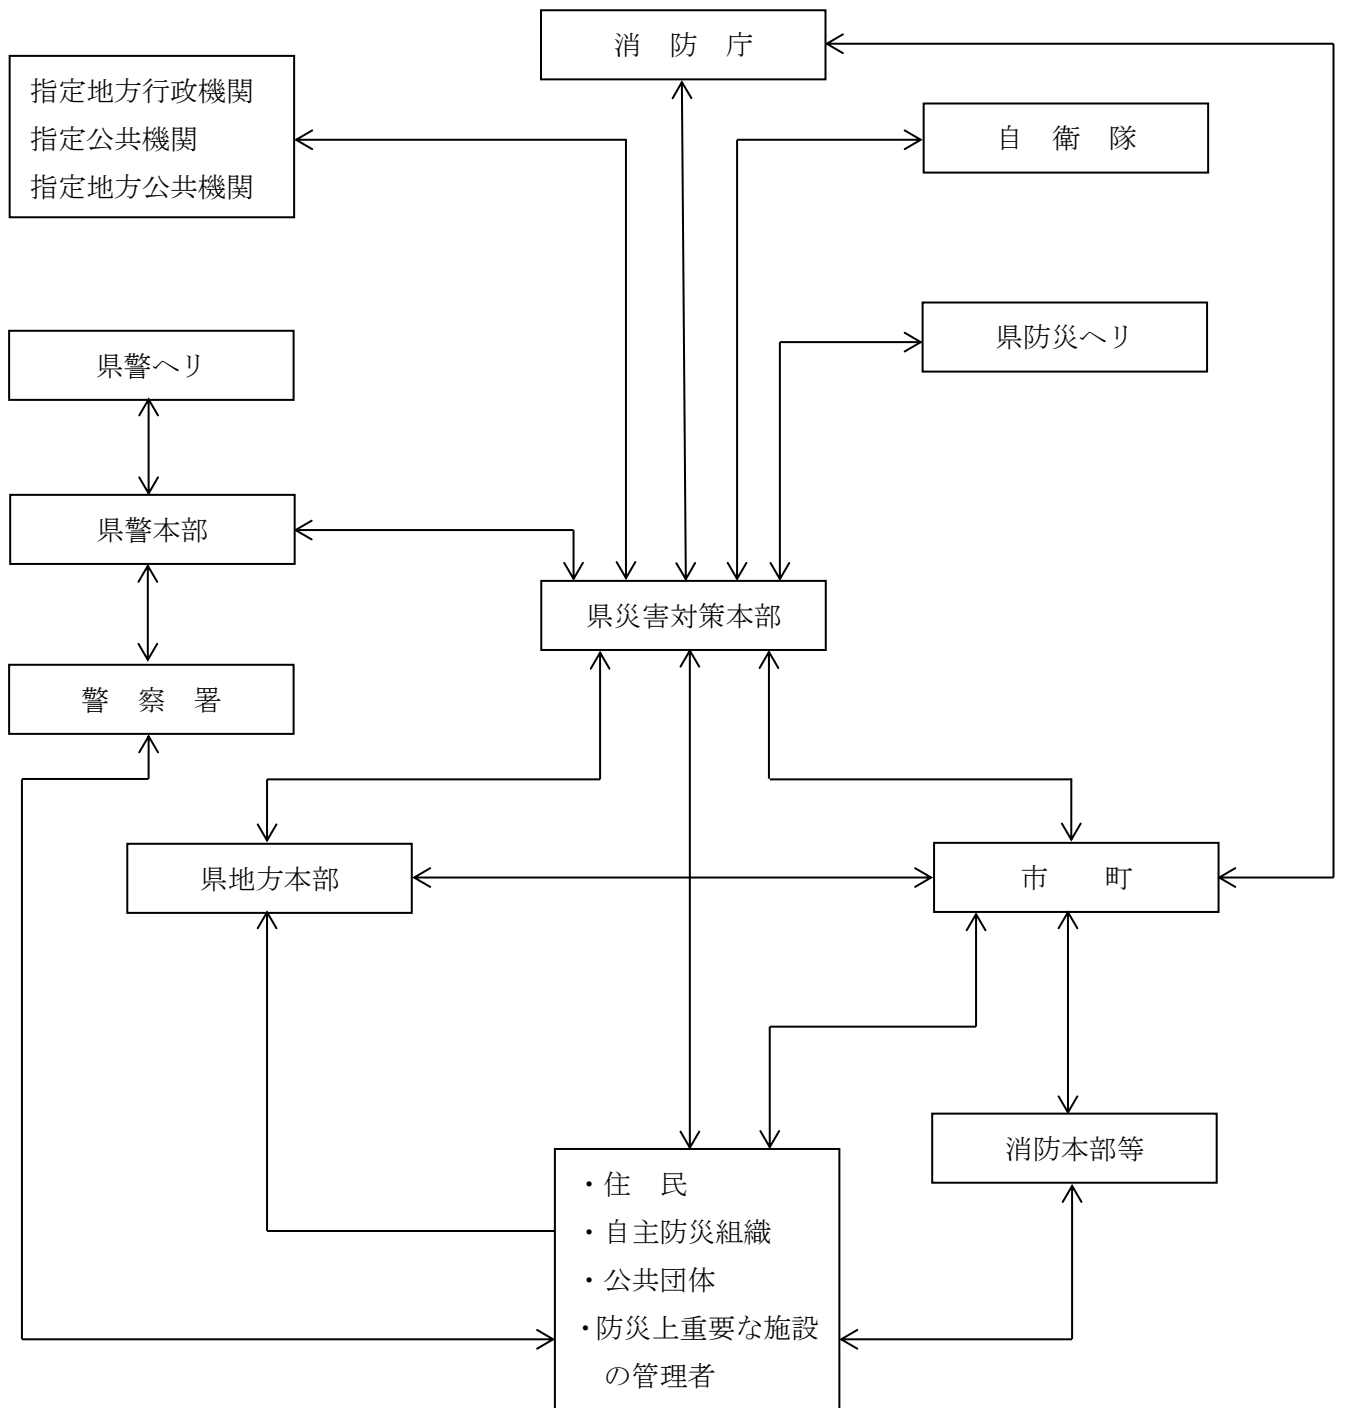 消　防　庁
指定地方行政機関
指定公共機関
指定地方公共機関
自　衛　隊
県防災ヘリ
県警ヘリ
県警本部
県災害対策本部
警　察　署
県地方本部
市　　町
消防本部等
・住　民
・自主防災組織
・公共団体
・防災上重要な施設
の管理者